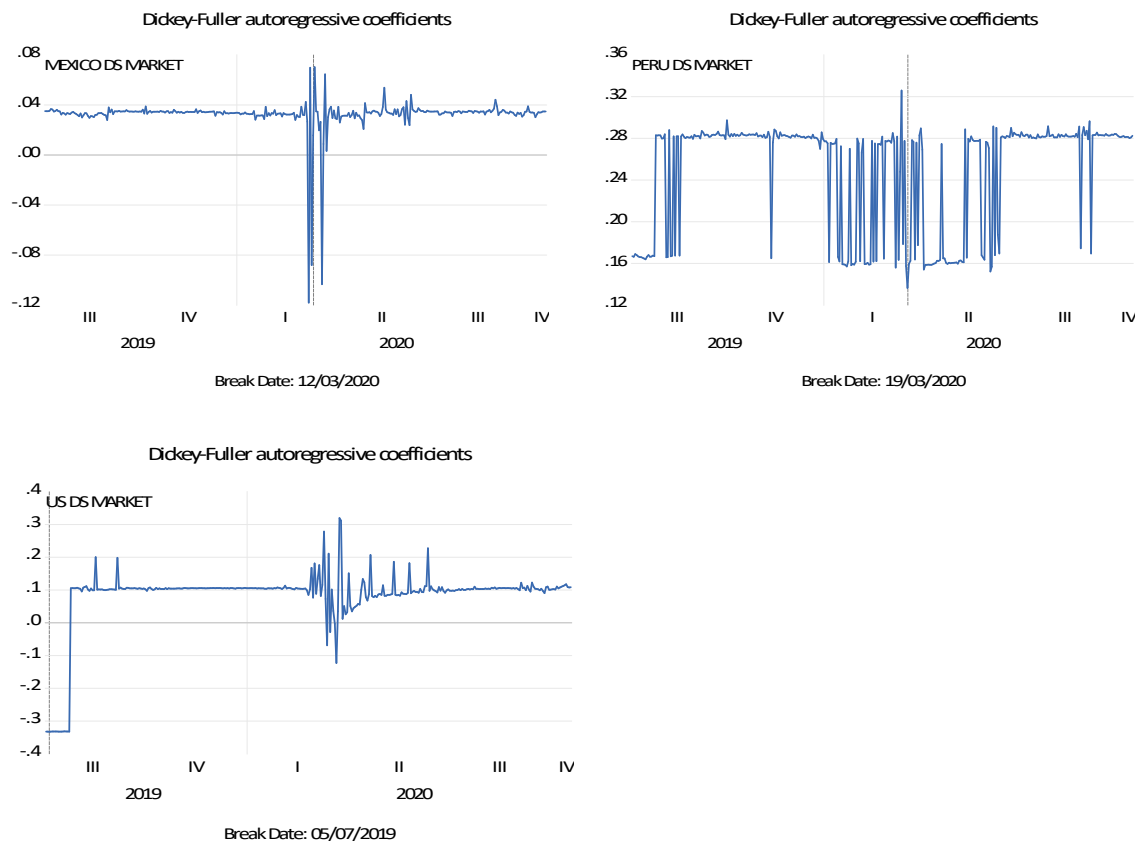 Dickey-Fuller autoregressive coefficients
MEXICO DS MARKET
.08
.04
.00
-.04
-.08
-.12
III IV I II III IV
2019 2020
Break Date: 12/03/2020
Dickey-Fuller autoregressive coefficients
PERU DS MARKET
.36
.32
.28
.24
.20
.16
.12
III IV I II III IV
2019 2020
Break Date: 19/03/2020
Dickey-Fuller autoregressive coefficients
US DS MARKET
.4
.3
.2
.1
.0
-.1
-.2
-.3
-.4
III IV I II III IV
2019 2020
Break Date: 05/07/2019